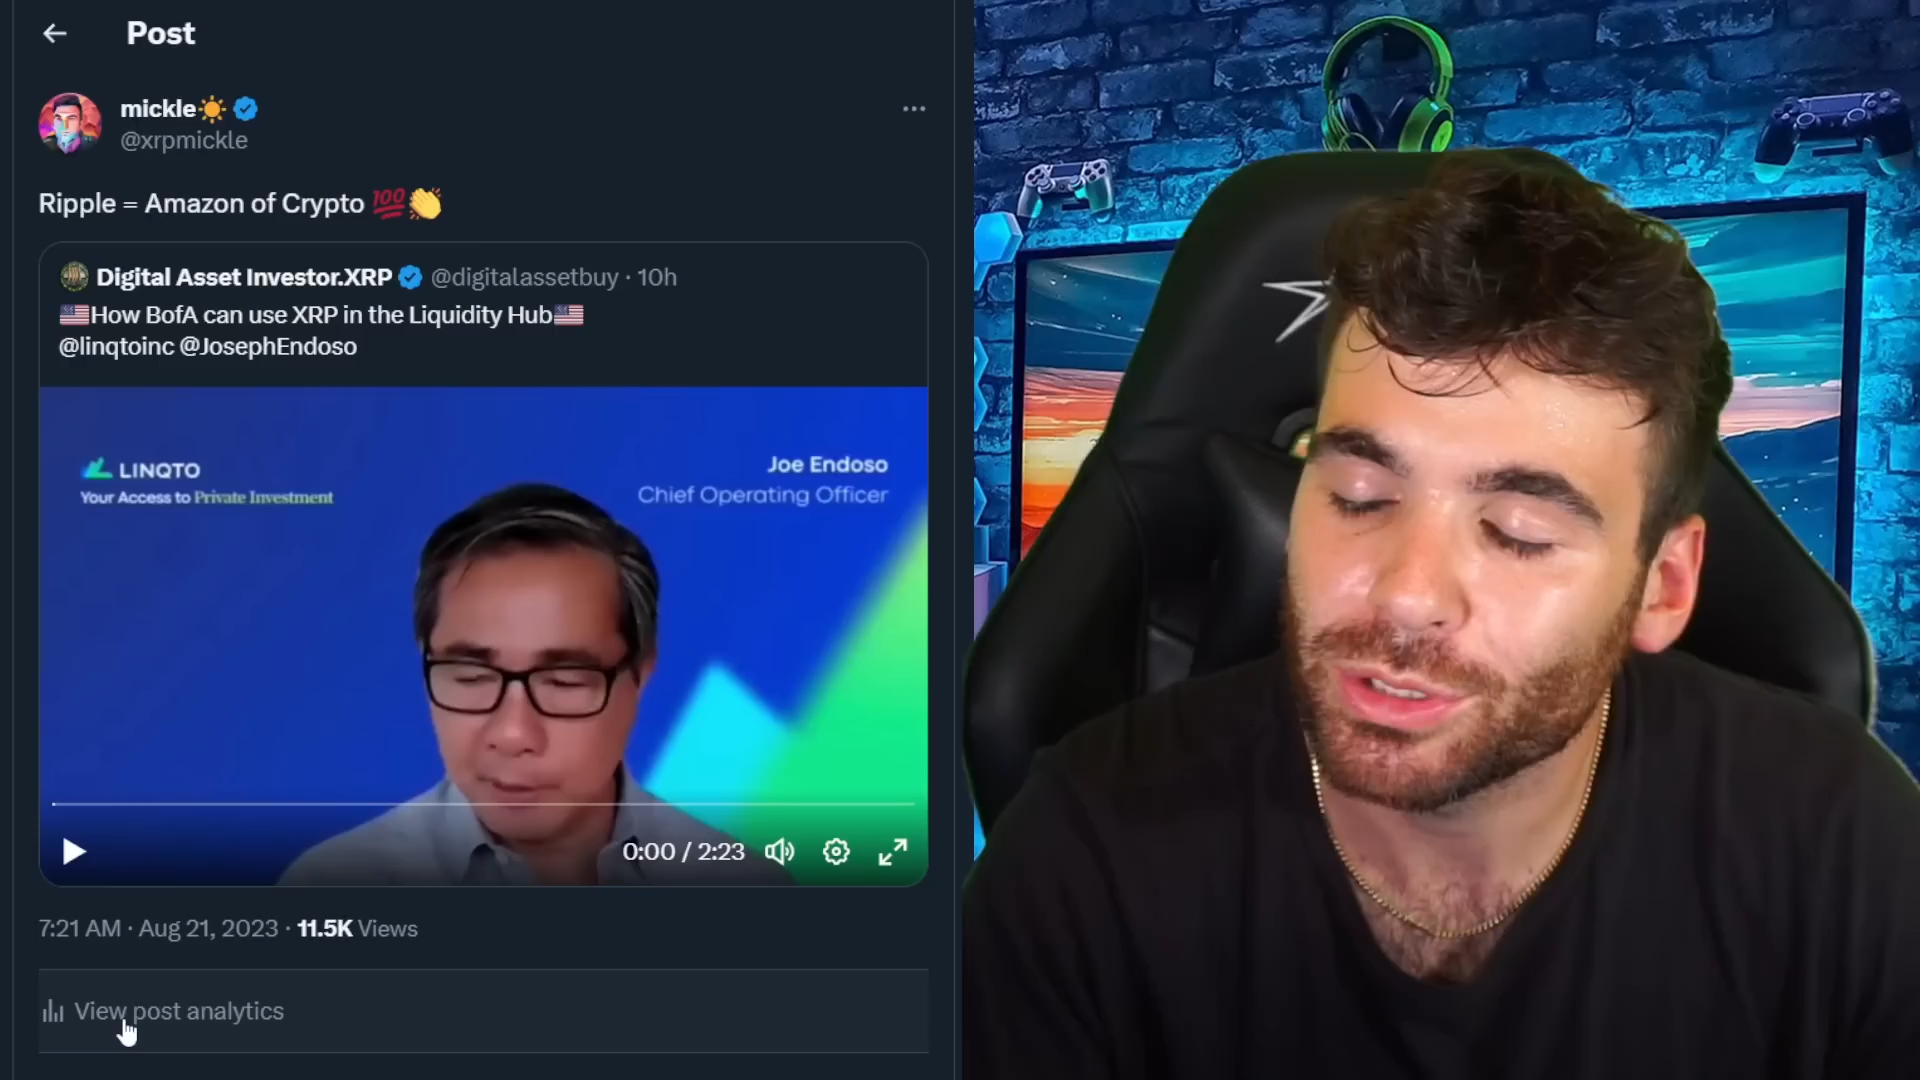 Post
mickle☀️
@xrpmickle
Ripple = Amazon of Crypto 💯👏
Digital Asset Investor.XRP @digitalassetbuy · 10h
🇺🇸How BofA can use XRP in the Liquidity Hub🇺🇸
@linqtoinc @JosephEndoso
LINQTO
Your Access to Private Investment
Joe Endoso
Chief Operating Officer
0:00 / 2:23
7:21 AM · Aug 21, 2023 · 11.5K Views
View post analytics